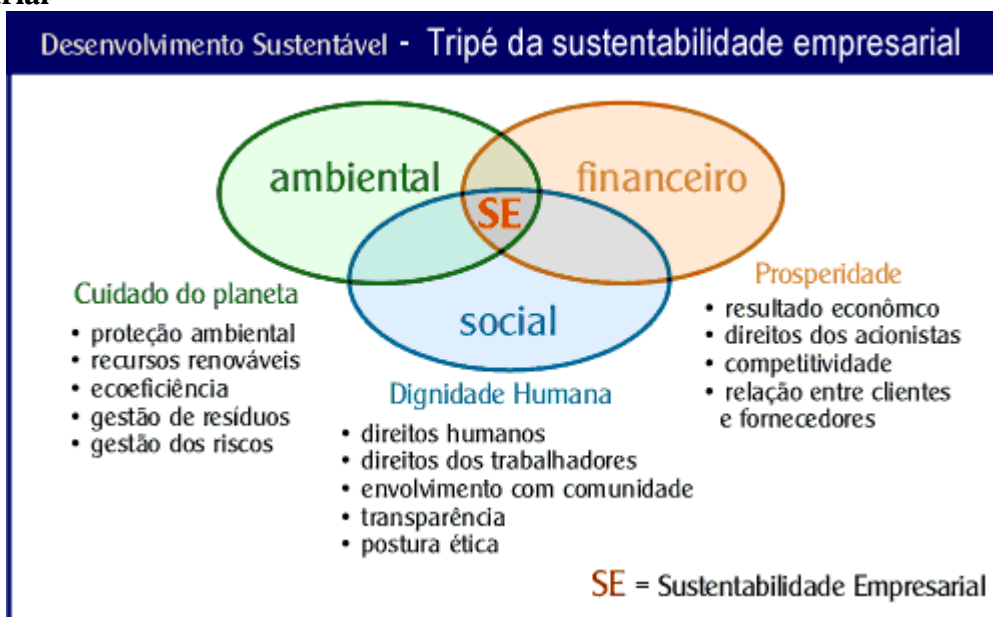 Desenvolvimento Sustentável - Tripé da sustentabilidade empresarial
ambiental
financeiro
SE
social
Cuidado do planeta
• proteção ambiental
• recursos renováveis
• ecoeficiência
• gestão de resíduos
• gestão dos riscos
Dignidade Humana
• direitos humanos
• direitos dos trabalhadores
• envolvimento com comunidade
• transparência
• postura ética
Prosperidade
• resultado econômco
• direitos dos acionistas
• competitividade
• relação entre clientes
e fornecedores
SE = Sustentabilidade Empresarial